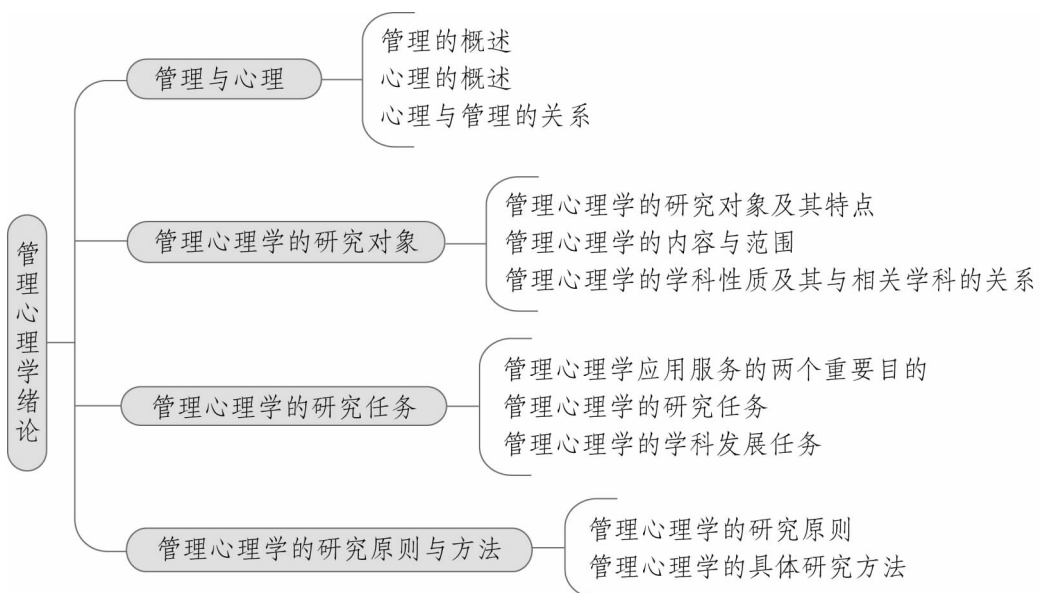 管理心理学绪论
管理与心理
管理的概述
心理的概述
心理与管理的关系
管理心理学的研究对象
管理心理学的研究对象及其特点
管理心理学的内容与范围
管理心理学的学科性质及其与相关学科的关系
管理心理学的研究任务
管理心理学应用服务的两个重要目的
管理心理学的研究任务
管理心理学的学科发展任务
管理心理学的研究原则与方法
管理心理学的研究原则
管理心理学的具体研究方法